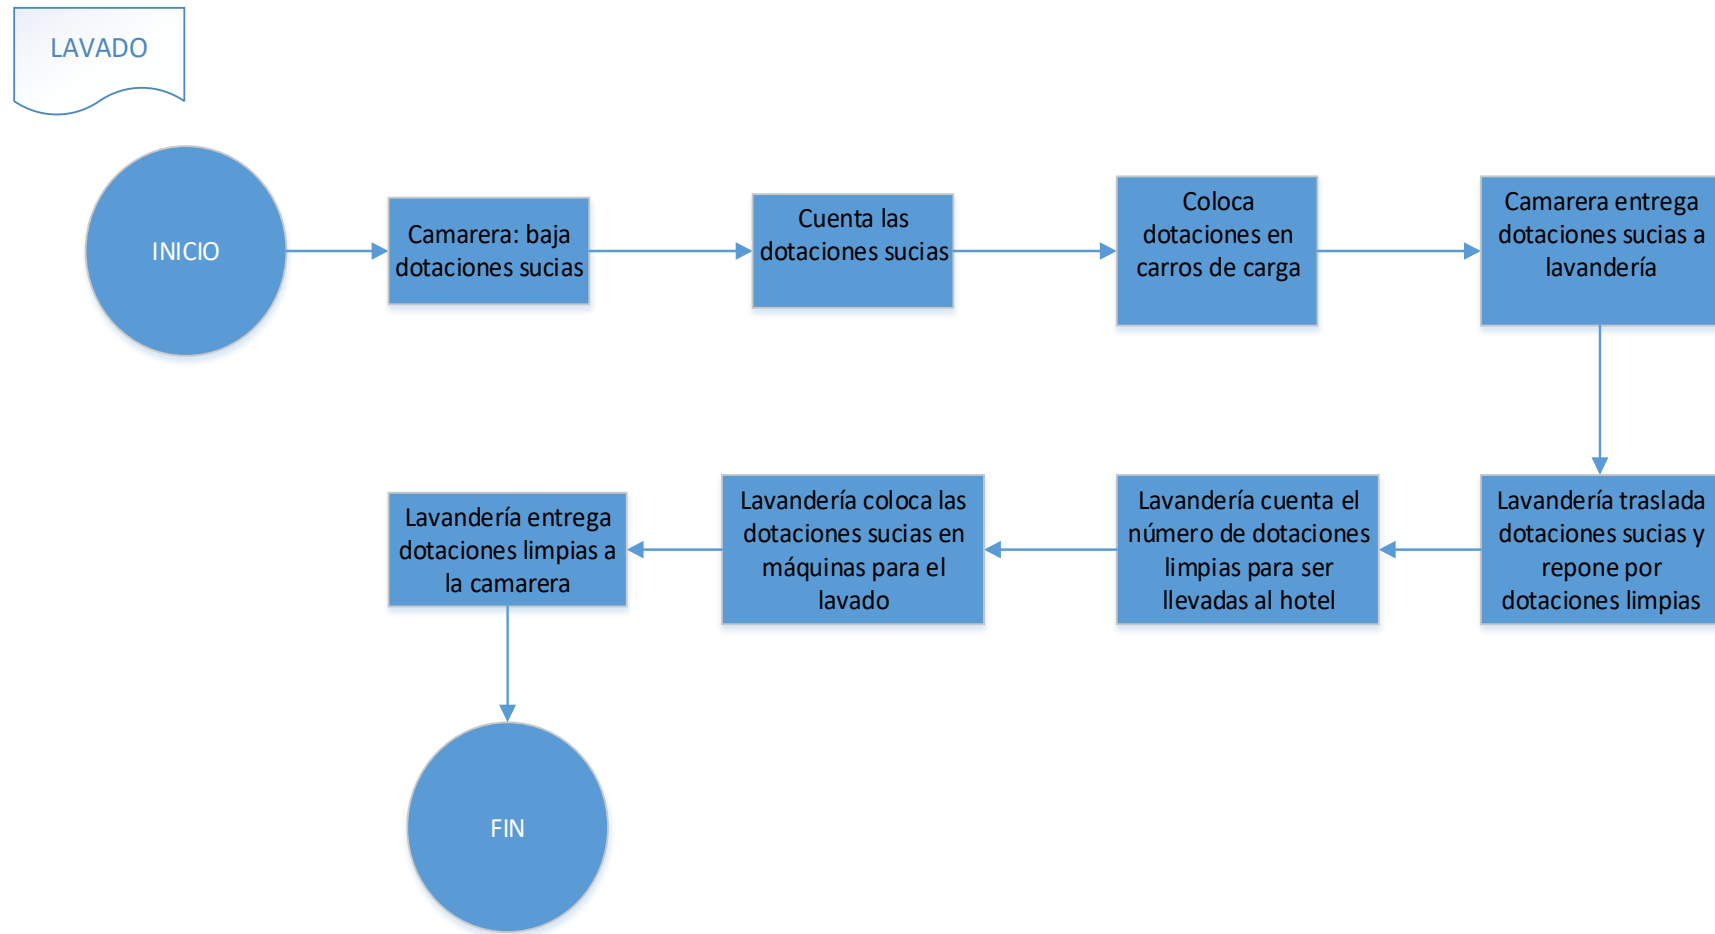 LAVADO
INICIO
Camarera: baja
dotaciones sucias
Cuenta las
dotaciones sucias
Coloca
dotaciones en
carros de carga
Camarera entrega
dotaciones sucias a
lavandería
Lavandería traslada
dotaciones sucias y
repone por
dotaciones limpias
Lavandería cuenta el
número de dotaciones
limpias para ser
llevadas al hotel
Lavandería coloca las
dotaciones sucias en
máquinas para el
lavado
Lavandería entrega
dotaciones limpias a
la camarera
FIN